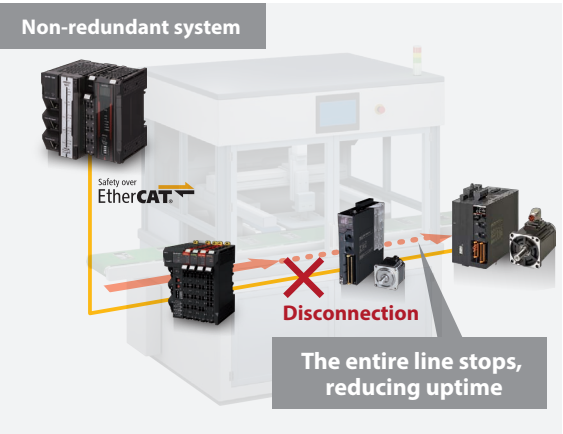 Non-redundant system
Safety over
EtherCAT®
Disconnection
The entire line stops,
reducing uptime